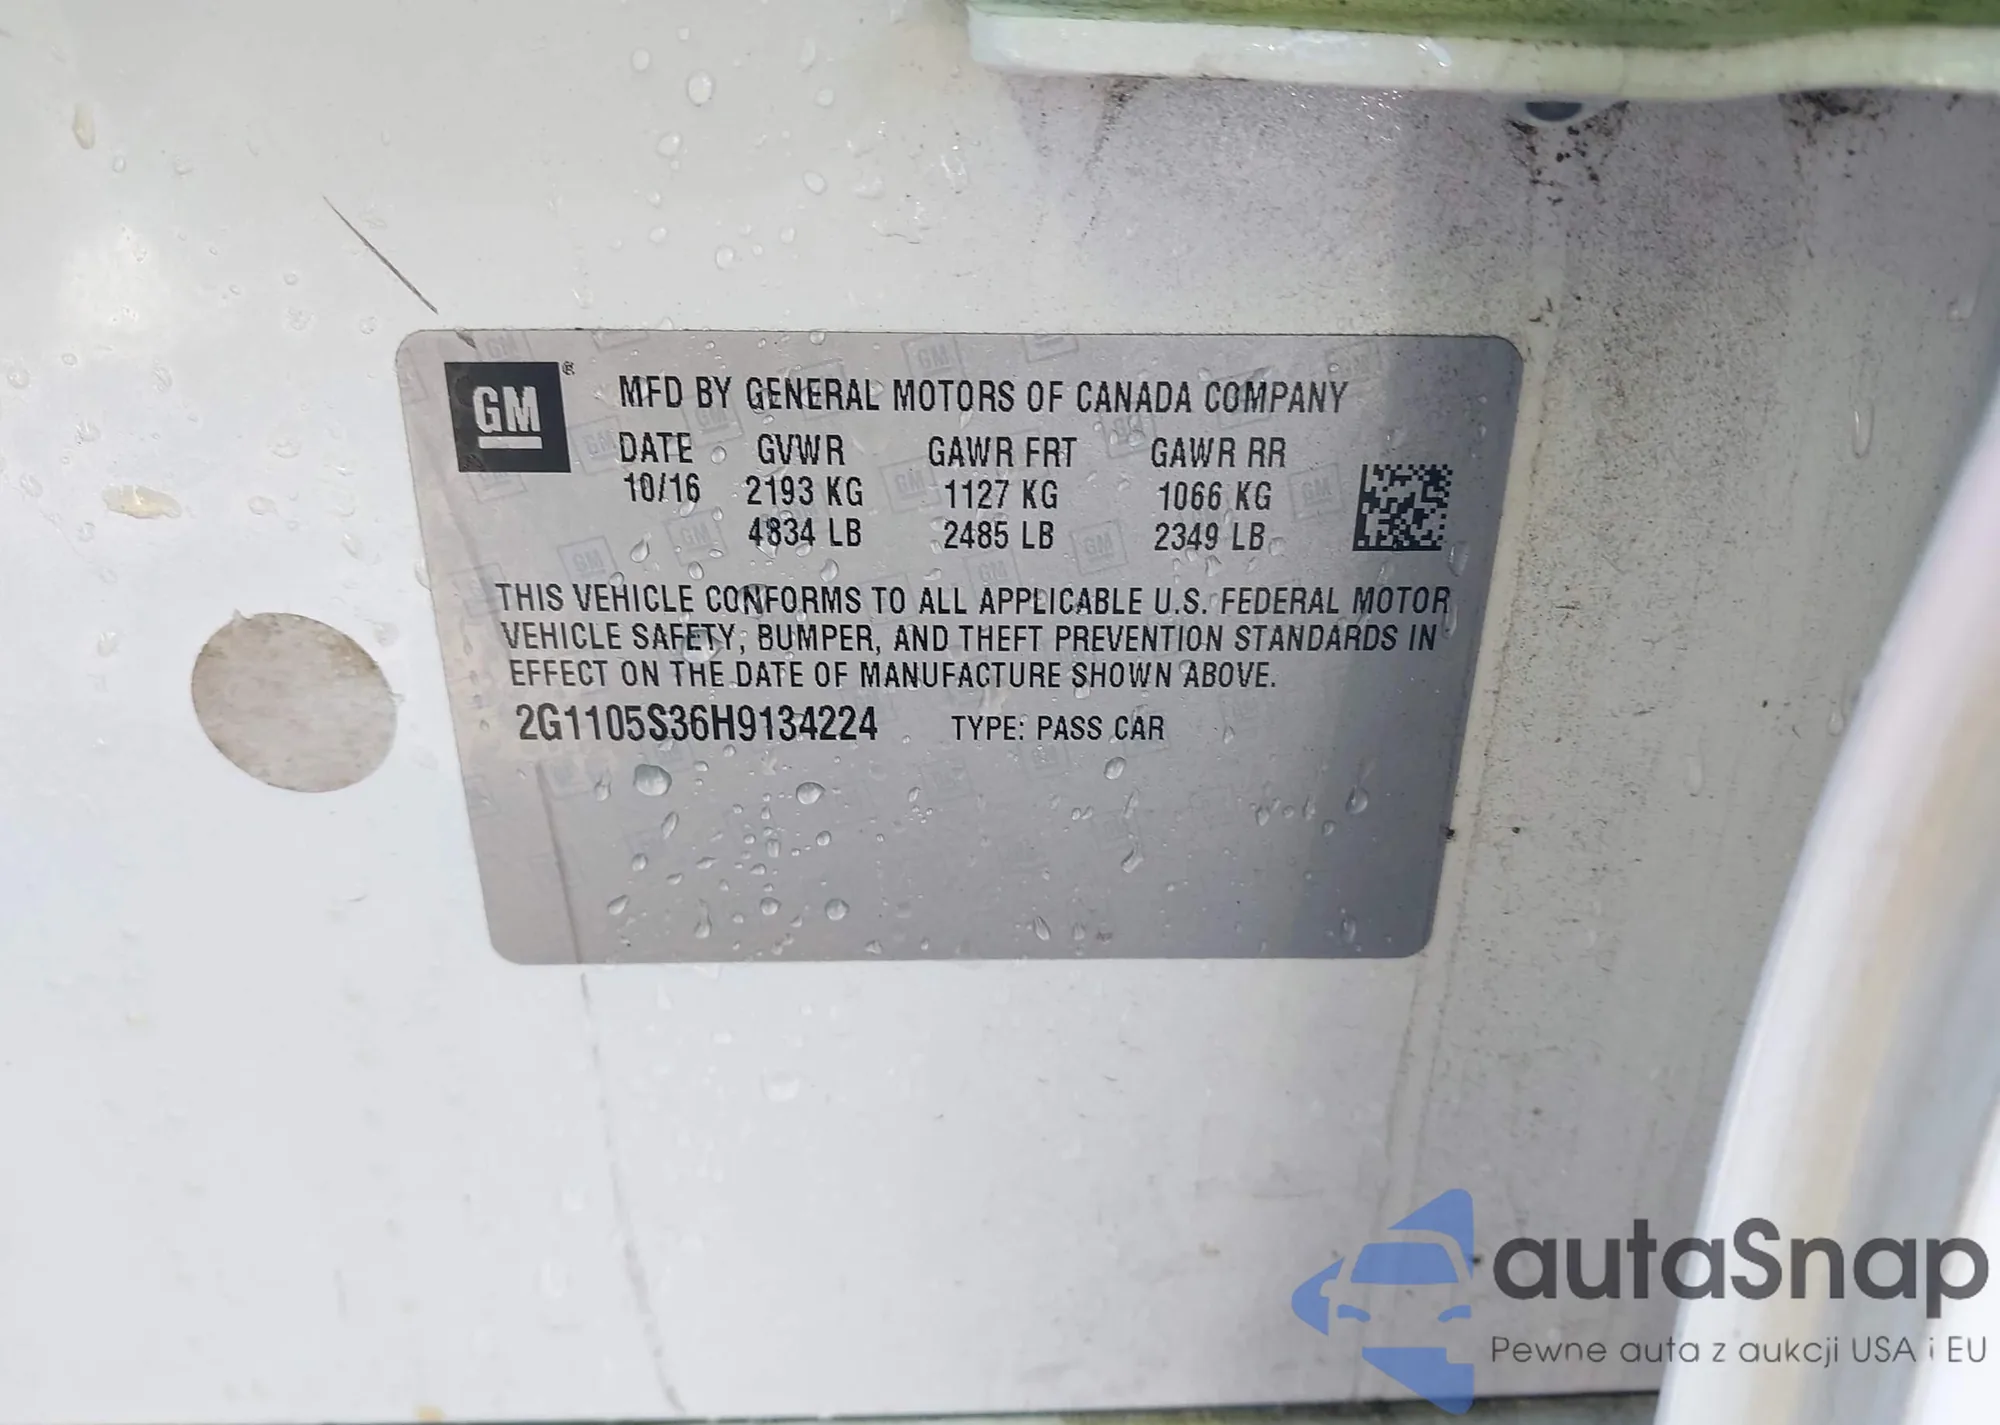 GM ®
MFD BY GENERAL MOTORS OF CANADA COMPANY
DATE GVWR GAWR FRT GAWR RR
10/16 2193 KG 1127 KG 1066 KG
4834 LB 2485 LB 2349 LB
THIS VEHICLE CONFORMS TO ALL APPLICABLE U.S. FEDERAL MOTOR
VEHICLE SAFETY, BUMPER, AND THEFT PREVENTION STANDARDS IN
EFFECT ON THE DATE OF MANUFACTURE SHOWN ABOVE.
2G1105S36H9134224 TYPE: PASS CAR
autaSnap
Pewne auta z aukcji USA i EU